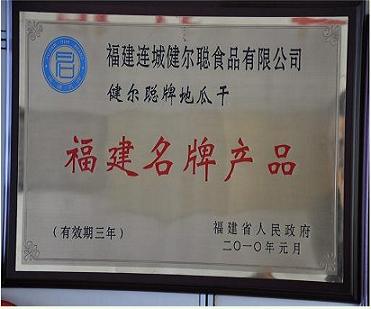 福建连城健尔聪食品有限公司
健尔聪牌地瓜干
福建名牌产品
(有效期三年)
福建省人民政府
二〇一〇年元月